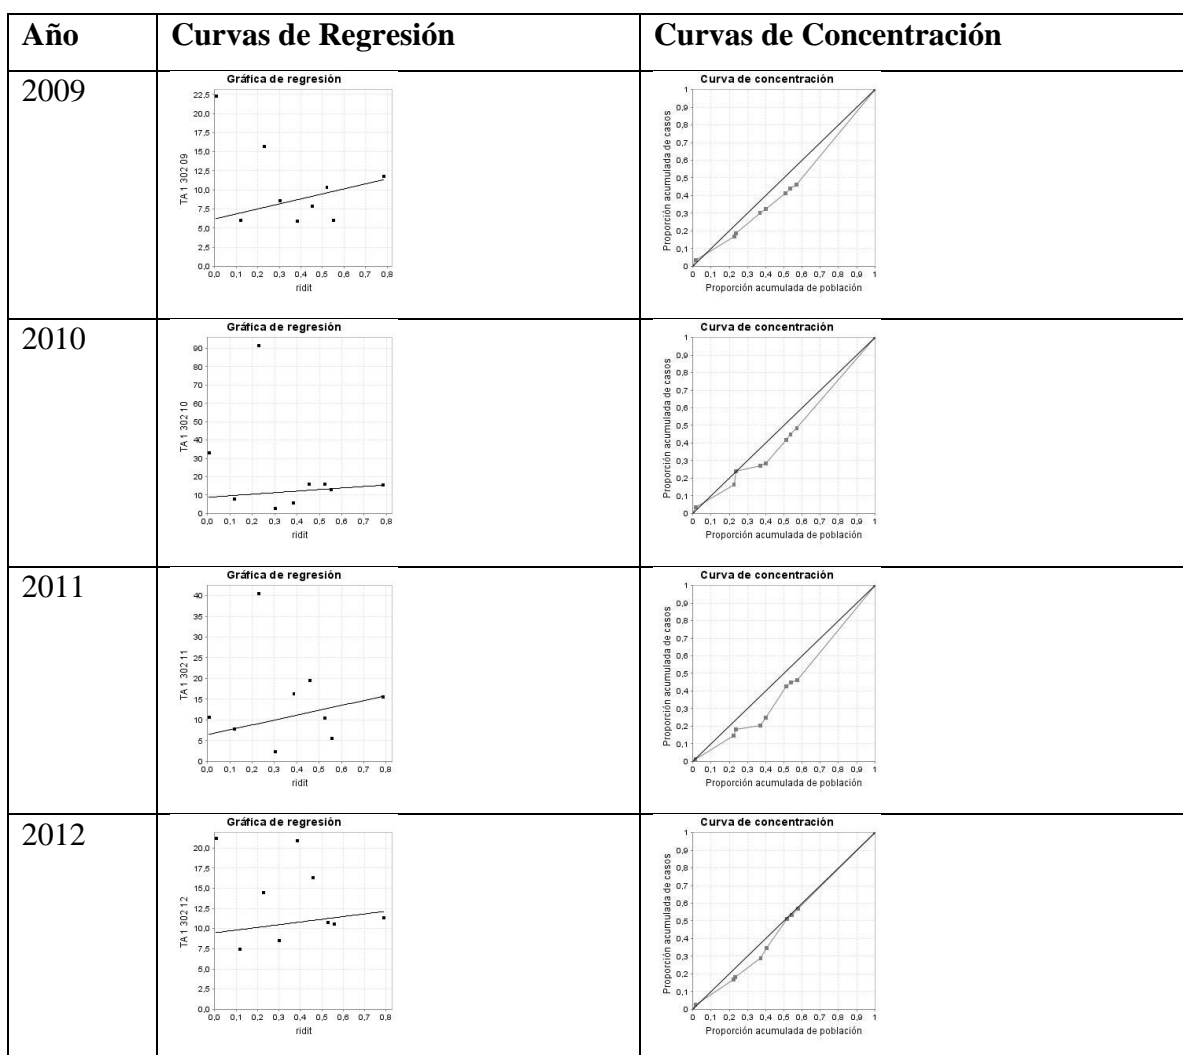 Año Curvas de Regresión Curvas de Concentración
2009
Gráfica de regresión
22,5
20,0
17,5
15,0
12,5
10,0
7,5
5,0
2,5
0,0
TA 1 302 09
0,0 0,1 0,2 0,3 0,4 0,5 0,6 0,7 0,8
ridit
Curva de concentración
1
0,9
0,8
0,7
0,6
0,5
0,4
0,3
0,2
0,1
0
Proporción acumulada de casos
0 0,1 0,2 0,3 0,4 0,5 0,6 0,7 0,8 0,9 1
Proporción acumulada de población
2010
Gráfica de regresión
90
80
70
60
50
40
30
20
10
0
TA 1 302 10
0,0 0,1 0,2 0,3 0,4 0,5 0,6 0,7 0,8
ridit
Curva de concentración
1
0,9
0,8
0,7
0,6
0,5
0,4
0,3
0,2
0,1
0
Proporción acumulada de casos
0 0,1 0,2 0,3 0,4 0,5 0,6 0,7 0,8 0,9 1
Proporción acumulada de población
2011
Gráfica de regresión
40
35
30
25
20
15
10
5
0
TA 1 302 11
0,0 0,1 0,2 0,3 0,4 0,5 0,6 0,7 0,8
ridit
Curva de concentración
1
0,9
0,8
0,7
0,6
0,5
0,4
0,3
0,2
0,1
0
Proporción acumulada de casos
0 0,1 0,2 0,3 0,4 0,5 0,6 0,7 0,8 0,9 1
Proporción acumulada de población
2012
Gráfica de regresión
20,0
17,5
15,0
12,5
10,0
7,5
5,0
2,5
0,0
TA 1 302 12
0,0 0,1 0,2 0,3 0,4 0,5 0,6 0,7 0,8
ridit
Curva de concentración
1
0,9
0,8
0,7
0,6
0,5
0,4
0,3
0,2
0,1
0
Proporción acumulada de casos
0 0,1 0,2 0,3 0,4 0,5 0,6 0,7 0,8 0,9 1
Proporción acumulada de población